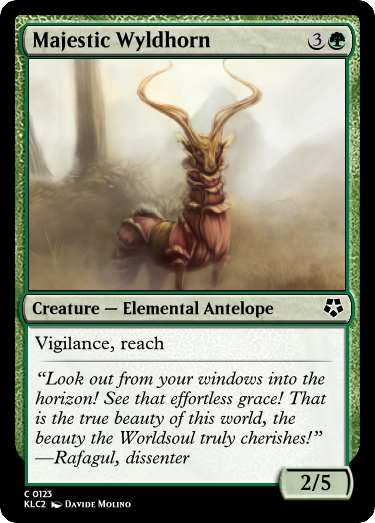 Majestic Wyldhorn 3
Creature — Elemental Antelope
Vigilance, reach
“Look out from your windows into the
horizon! See that effortless grace! That
is the true beauty of this world, the
beauty the Worldsoul truly cherishes!”
—Rafagul, dissenter
2/5
C 0123
KLC2 Davide Molino